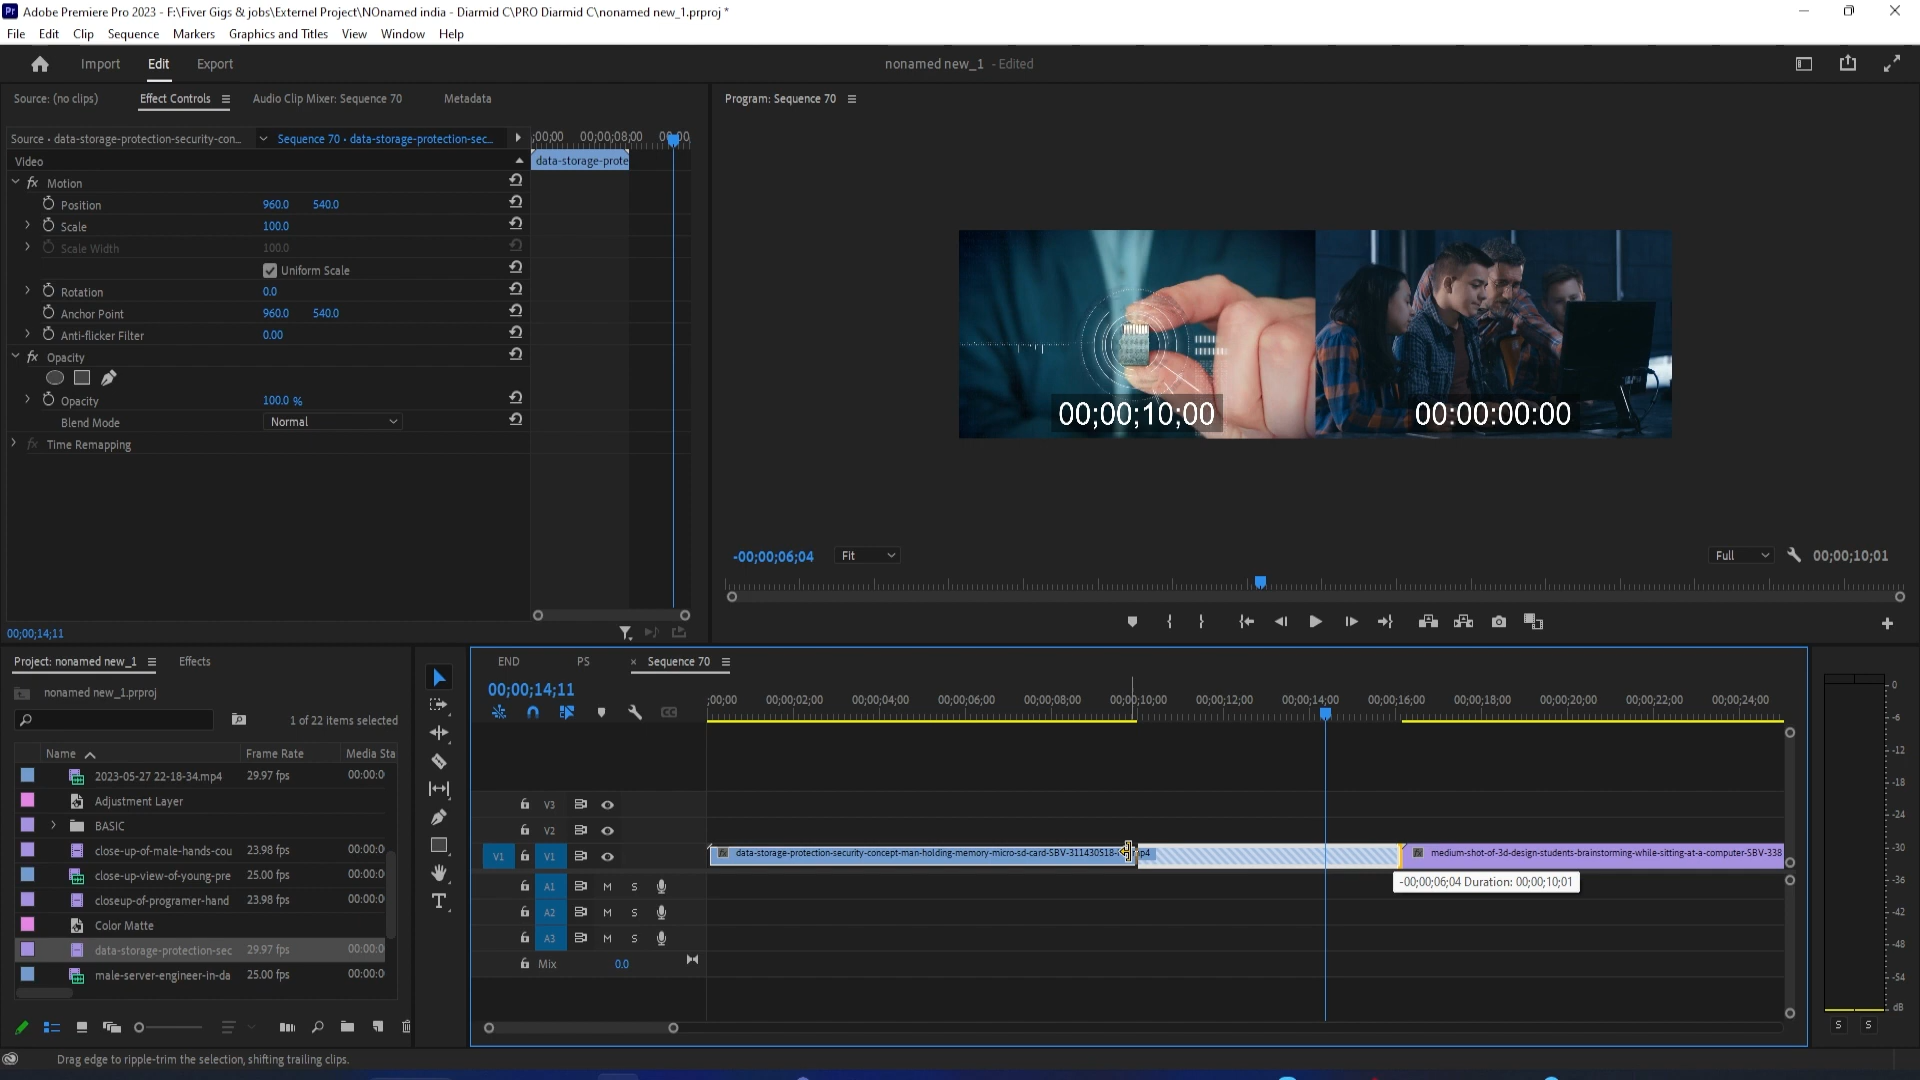 Pr Adobe Premiere Pro 2023 - F:\Fiver Gigs & jobs\Externel Project\NOnamed india - Diarmid C\PRO Diarmid C\nonamed new_1.prproj *
File Edit Clip Sequence Markers Graphics and Titles View Window Help
Import Edit Export nonamed new_1 - Edited
Source: (no clips) Effect Controls Audio Clip Mixer: Sequence 70 Metadata Program: Sequence 70
Source • data-storage-protection-security-con... Sequence 70 • data-storage-protection-sec... ;00;00 00;00;08;00
Video data-storage-prote
fx Motion
Position 960.0 540.0
Scale 100.0
Scale Width 100.0
Uniform Scale
Rotation 0.0
Anchor Point 960.0 540.0
Anti-flicker Filter 0.00
fx Opacity
Opacity 100.0 %
Blend Mode Normal
fx Time Remapping
00;00;10;00 00:00:00:00
-00;00;06;04 Fit Full 00;00;10;01
00;00;14;11
Project: nonamed new_1 Effects
nonamed new_1.prproj
1 of 22 items selected
Name Frame Rate Media Sta
2023-05-27 22-18-34.mp4 29.97 fps 00:00:0
Adjustment Layer
BASIC
close-up-of-male-hands-cou 23.98 fps 00:00:0
close-up-view-of-young-pre 25.00 fps 00:00:0
closeup-of-programer-hand 23.98 fps 00:00:0
Color Matte
data-storage-protection-sec 29.97 fps 00:00:0
male-server-engineer-in-da 25.00 fps 00:00:0
END PS × Sequence 70
00;00;14;11
;00;00 00;00;02;00 00;00;04;00 00;00;06;00 00;00;08;00 00;00;10;00 00;00;12;00 00;00;14;00 00;00;16;00 00;00;18;00 00;00;20;00 00;00;22;00 00;00;24;00
V3
V2
V1 V1 fx data-storage-protection-security-concept-man-holding-memory-micro-sd-card-SBV-311430518- mp4 fx medium-shot-of-3d-design-students-brainstorming-while-sitting-at-a-computer-SBV-338
-00;00;06;04 Duration: 00;00;10;01
A1 M S
A2 M S
A3 M S
Mix 0.0
0
-6
-12
-18
-24
-30
-36
-42
-48
-54
dB
S S
Drag edge to ripple-trim the selection, shifting trailing clips.